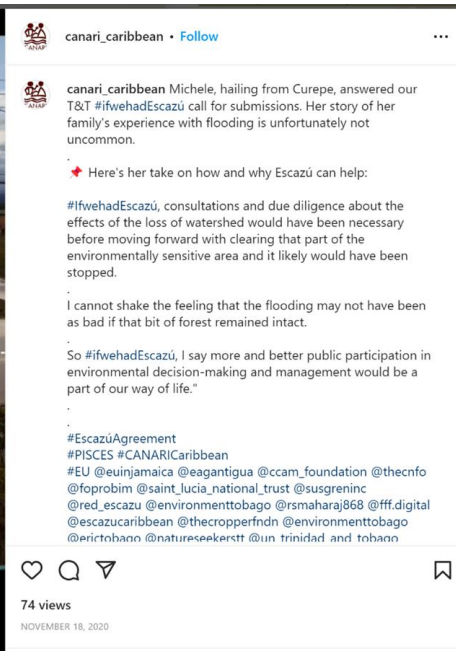 canari_caribbean • Follow
ANARI
canari_caribbean Michele, hailing from Curepe, answered our
T&T #ifwehadEscazú call for submissions. Her story of her
family's experience with flooding is unfortunately not
uncommon.
.
📌 Here's her take on how and why Escazú can help:
#IfwehadEscazú, consultations and due diligence about the
effects of the loss of watershed would have been necessary
before moving forward with clearing that part of the
environmentally sensitive area and it likely would have been
stopped.
.
I cannot shake the feeling that the flooding may not have been
as bad if that bit of forest remained intact.
.
So #ifwehadEscazú, I say more and better public participation in
environmental decision-making and management would be a
part of our way of life."
.
.
#EscazúAgreement
#PISCES #CANARICaribbean
#EU @euinjamaica @eagantigua @ccam_foundation @thecnfo
@foprobim @saint_lucia_national_trust @susgreninc
@red_escazu @environmenttobago @rsmaharaj868 @fff.digital
@escazucaribbean @thecropperfndn @environmenttobago
@erictobago @natureseekerstt @un_trinidad_and_tobago
74 views
NOVEMBER 18, 2020